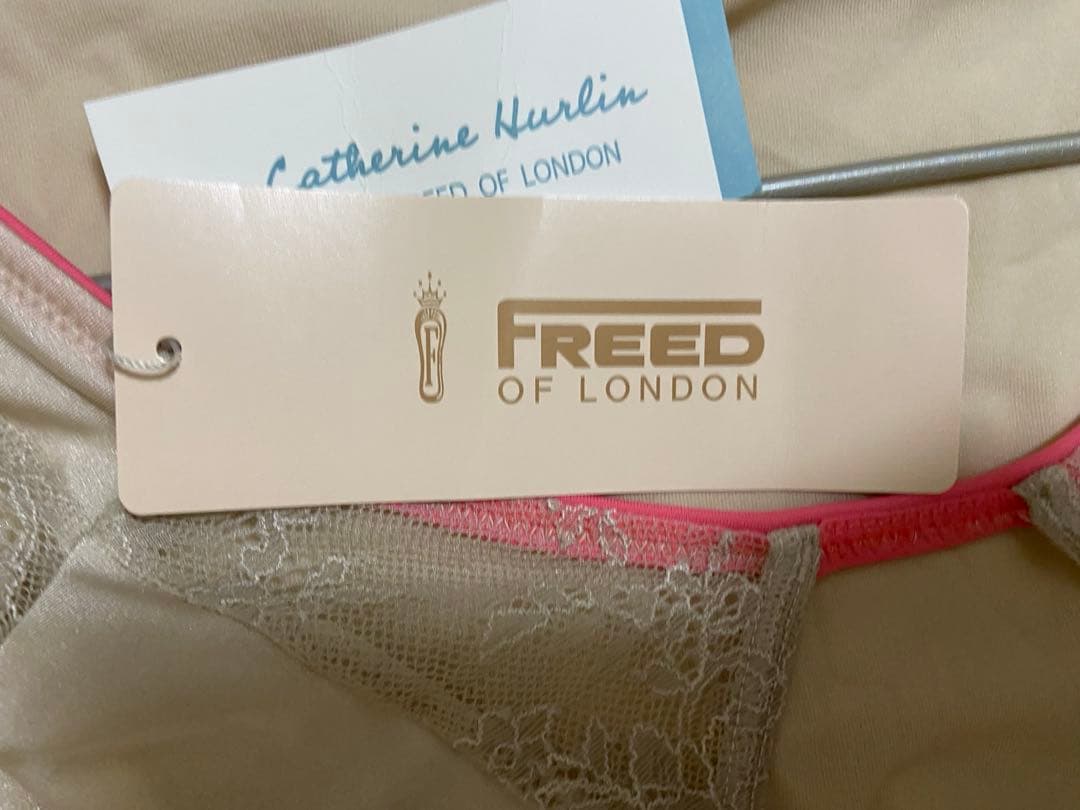 Catherine Hurlin
OF LONDON
F
FREED
OF LONDON